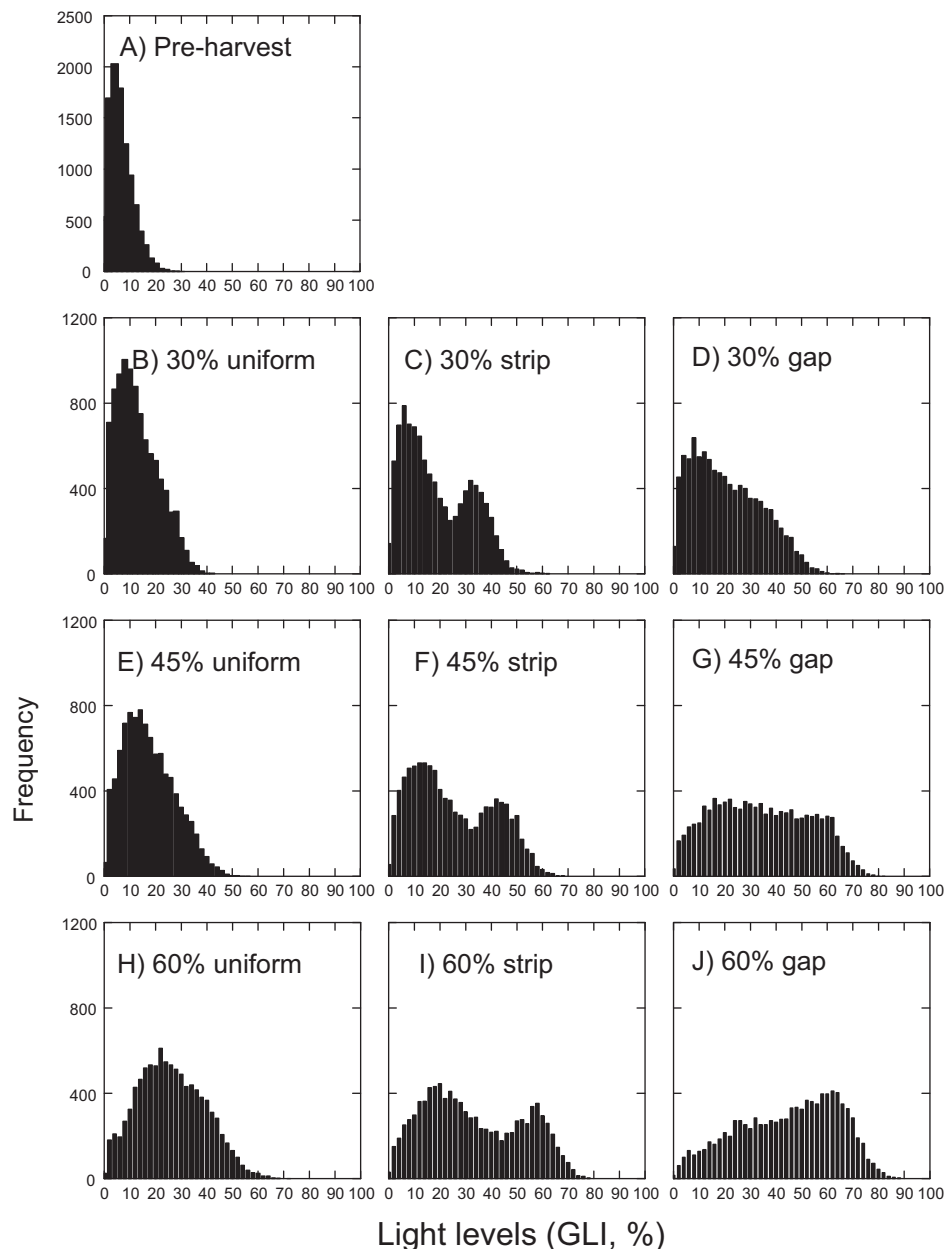 2500
A) Pre-harvest
2000
1500
1000
500
0
0 10 20 30 40 50 60 70 80 90 100
1200
B) 30% uniform
C) 30% strip
D) 30% gap
800
400
0
0 10 20 30 40 50 60 70 80 90 100
0 10 20 30 40 50 60 70 80 90 100
0 10 20 30 40 50 60 70 80 90 100
1200
E) 45% uniform
F) 45% strip
G) 45% gap
800
400
0
0 10 20 30 40 50 60 70 80 90 100
0 10 20 30 40 50 60 70 80 90 100
0 10 20 30 40 50 60 70 80 90 100
Frequency
1200
H) 60% uniform
I) 60% strip
J) 60% gap
800
400
0
0 10 20 30 40 50 60 70 80 90 100
0 10 20 30 40 50 60 70 80 90 100
0 10 20 30 40 50 60 70 80 90 100
Light levels (GLI, %)